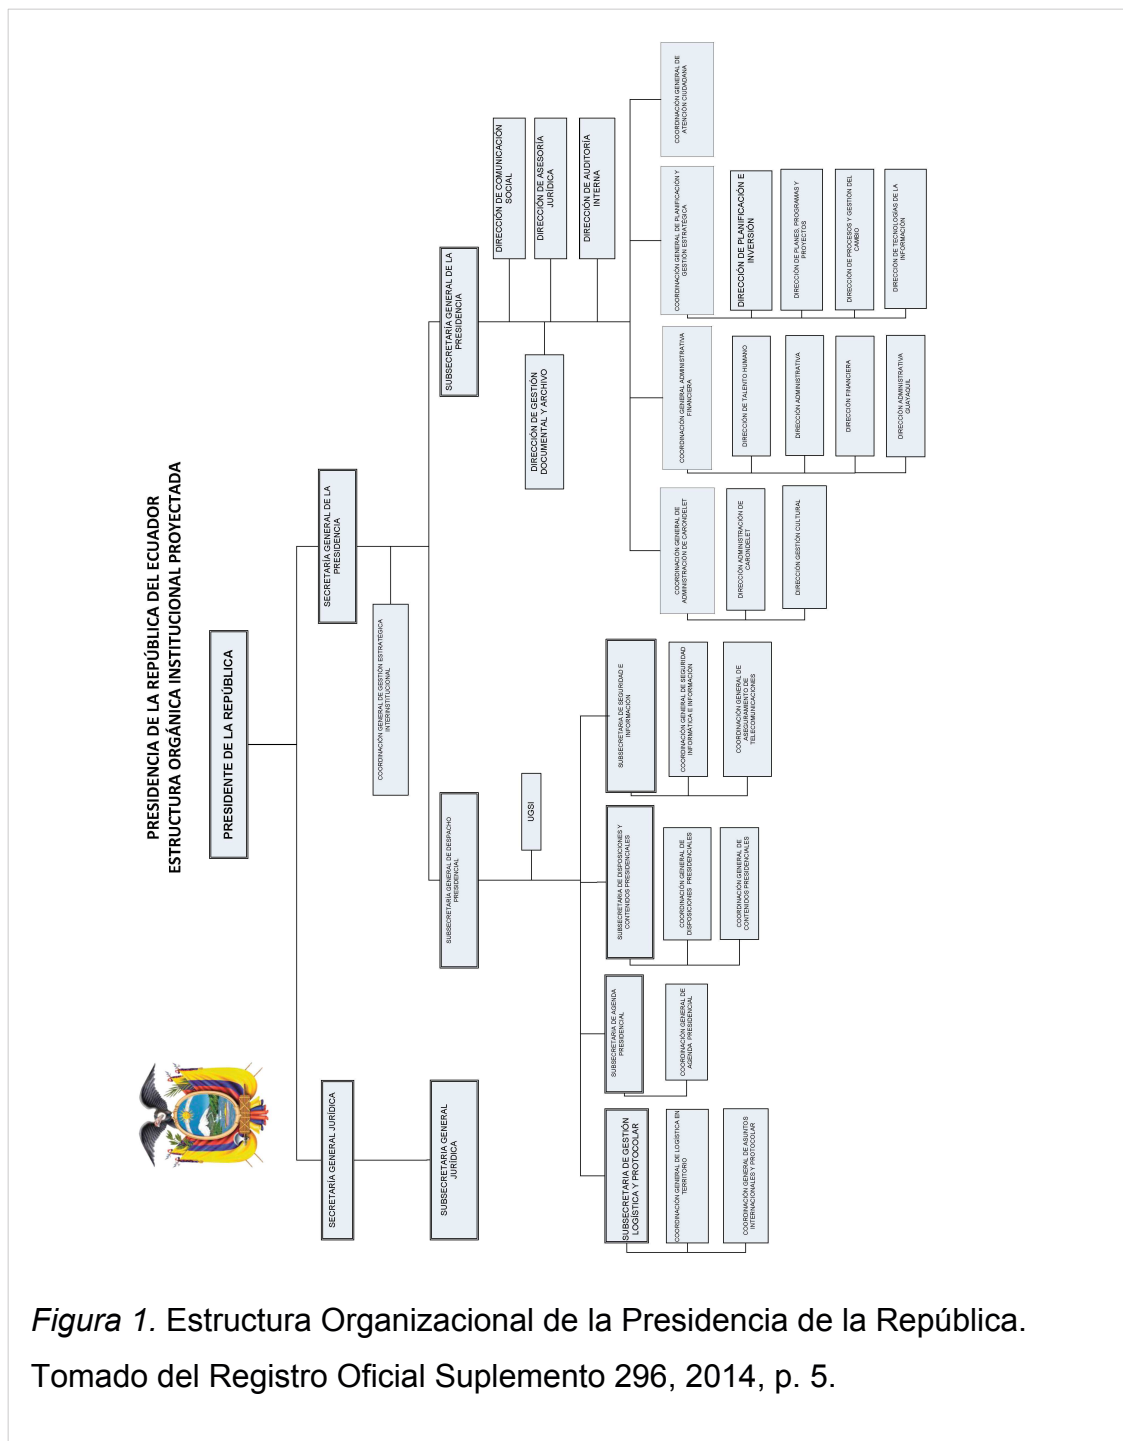 PRESIDENCIA DE LA REPÚBLICA DEL ECUADOR
ESTRUCTURA ORGÁNICA INSTITUCIONAL PROYECTADA
PRESIDENTE DE LA REPÚBLICA
SECRETARÍA GENERAL JURÍDICA
SECRETARÍA GENERAL DE LA
PRESIDENCIA
COORDINACIÓN GENERAL DE GESTIÓN ESTRATÉGICA
INTERINSTITUCIONAL
SUBSECRETARIA GENERAL
JURÍDICA
SUBSECRETARÍA GENERAL DE DESPACHO
PRESIDENCIAL
SUBSECRETARÍA GENERAL DE LA
PRESIDENCIA
UGSI
DIRECCIÓN DE COMUNICACIÓN
SOCIAL
DIRECCIÓN DE ASESORÍA
JURÍDICA
DIRECCIÓN DE AUDITORÍA
INTERNA
DIRECCIÓN DE GESTIÓN
DOCUMENTAL Y ARCHIVO
SUBSECRETARIA DE GESTIÓN
LOGÍSTICA Y PROTOCOLAR
COORDINACIÓN GENERAL DE LOGÍSTICA EN
TERRITORIO
COORDINACIÓN GENERAL DE ASUNTOS
INTERNACIONALES Y PROTOCOLAR
SUBSECRETARIA DE AGENDA
PRESIDENCIAL
COORDINACIÓN GENERAL DE
AGENDA PRESIDENCIAL
SUBSECRETARIA DE DISPOSICIONES Y
CONTENIDOS PRESIDENCIALES
COORDINACIÓN GENERAL DE
DISPOSICIONES PRESIDENCIALES
COORDINACIÓN GENERAL DE
CONTENIDOS PRESIDENCIALES
SUBSECRETARIA DE SEGURIDAD E
INFORMACIÓN
COORDINACIÓN GENERAL DE SEGURIDAD
INFORMÁTICA E INFORMACIÓN
COORDINACIÓN GENERAL DE
ASEGURAMIENTO DE
TELECOMUNICACIONES
COORDINACIÓN GENERAL DE
ADMINISTRACIÓN DE CARONDELET
DIRECCIÓN ADMINISTRACIÓN DE
CARONDELET
DIRECCIÓN GESTIÓN CULTURAL
COORDINACIÓN GENERAL ADMINISTRATIVA
FINANCIERA
DIRECCIÓN DE TALENTO HUMANO
DIRECCIÓN ADMINISTRATIVA
DIRECCIÓN FINANCIERA
DIRECCIÓN ADMINISTRATIVA
GUAYAQUIL
COORDINACIÓN GENERAL DE PLANIFICACIÓN Y
GESTIÓN ESTRATÉGICA
DIRECCIÓN DE PLANIFICACIÓN E
INVERSIÓN
DIRECCIÓN DE PLANES, PROGRAMAS Y
PROYECTOS
DIRECCIÓN DE PROCESOS Y GESTIÓN DEL
CAMBIO
DIRECCIÓN DE TECNOLOGÍAS DE LA
INFORMACIÓN
COORDINACIÓN GENERAL DE
ATENCIÓN CIUDADANA
Figura 1. Estructura Organizacional de la Presidencia de la República.
Tomado del Registro Oficial Suplemento 296, 2014, p. 5.